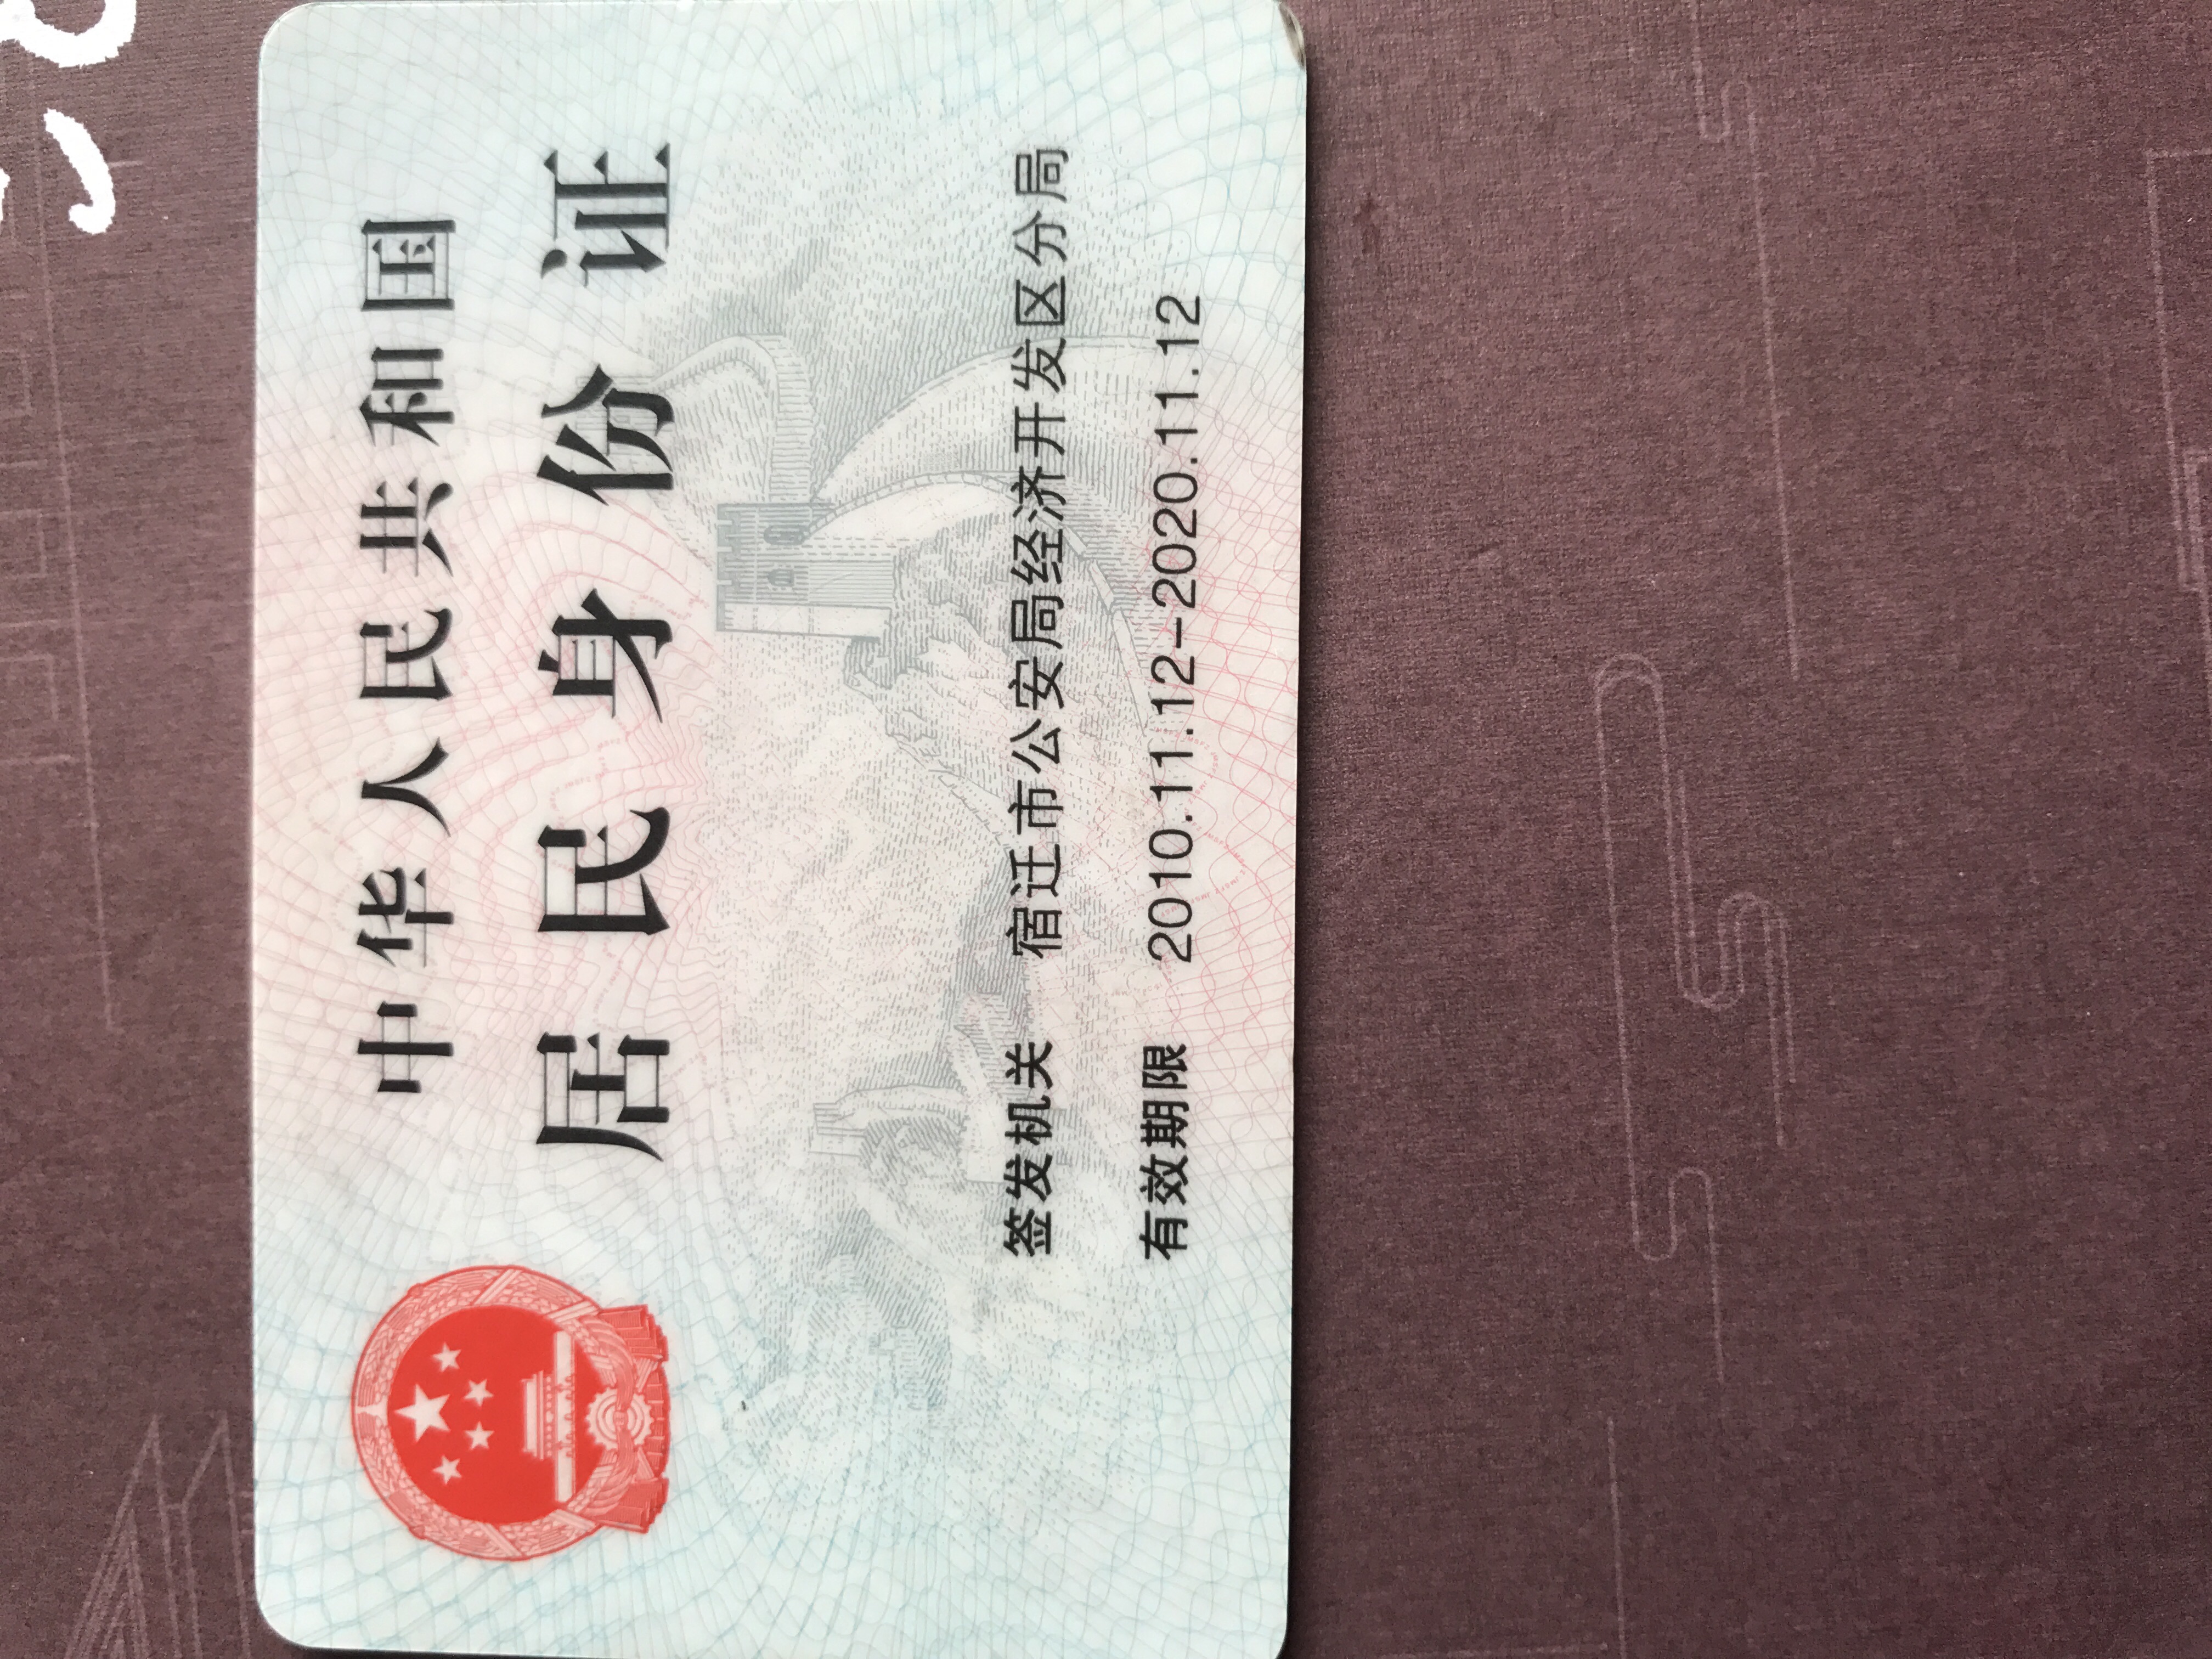 中华人民共和国
居民身份证
签发机关 宿迁市公安局经济开发区分局
有效期限 2010.11.12-2020.11.12